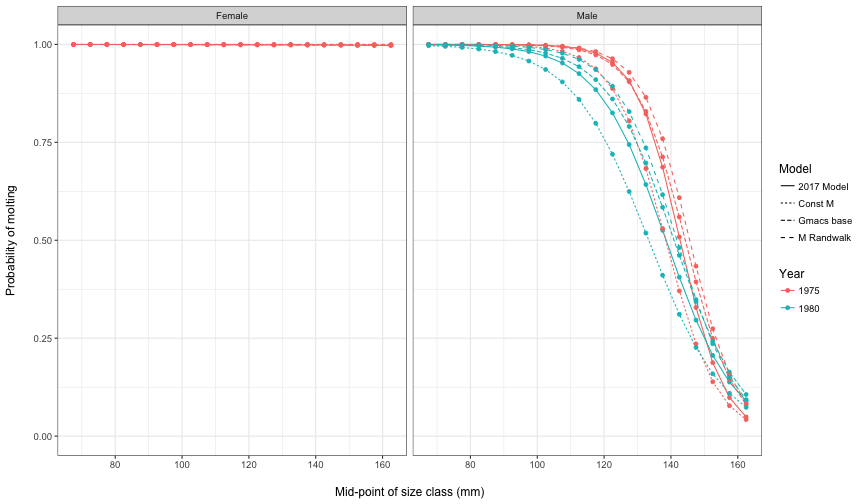 Female
Male
Probability of molting
1.00
0.75
0.50
0.25
0.00
80
100
120
140
160
80
100
120
140
160
Mid-point of size class (mm)
Model
2017 Model
Const M
Gmacs base
M Randwalk
Year
1975
1980